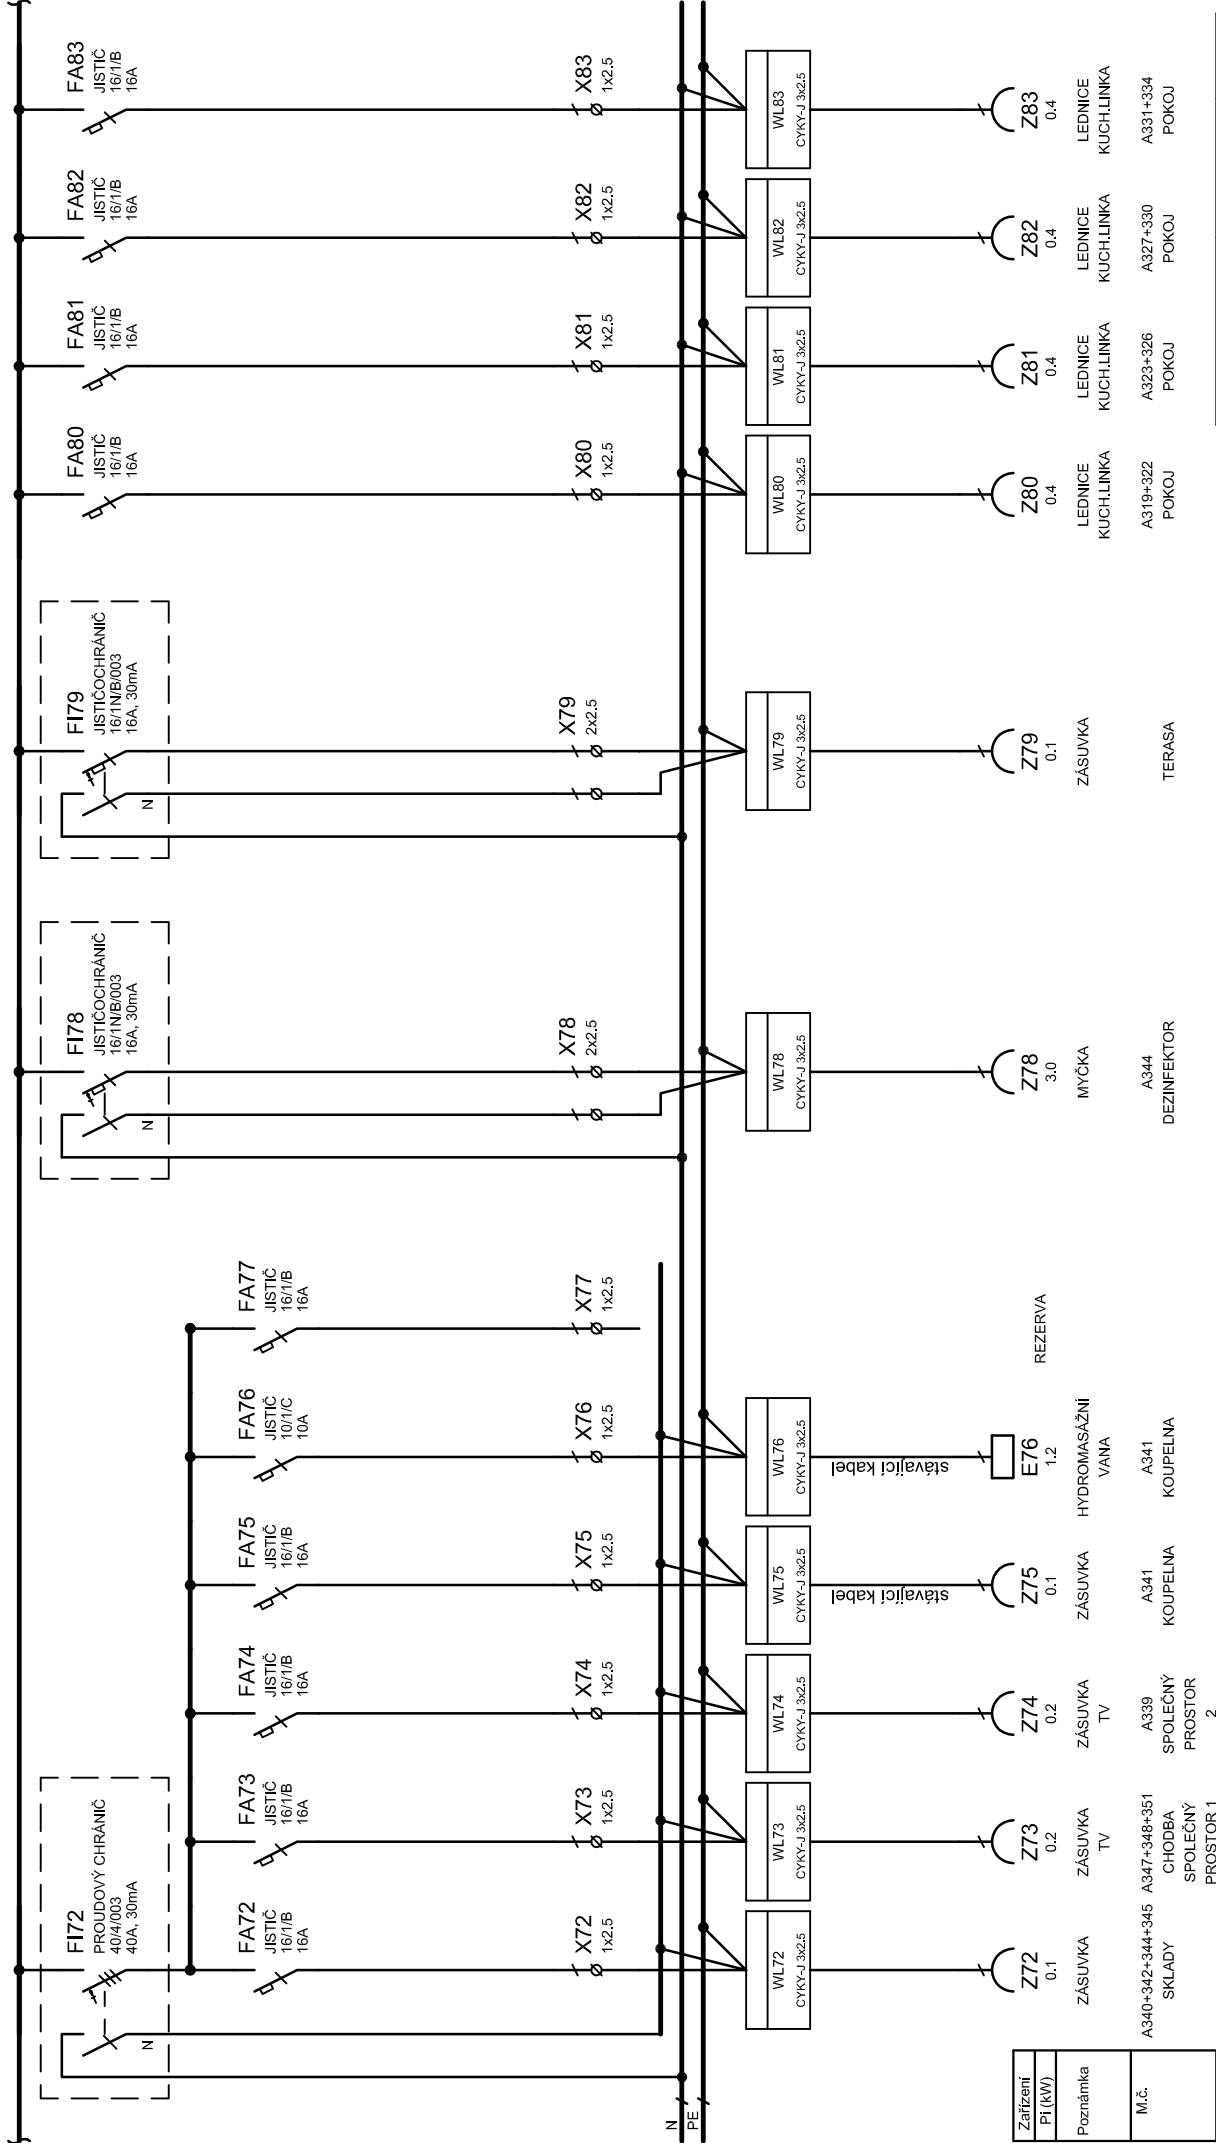 FI72
PROUDOVÝ CHRÁNIČ
40/4/003
40A, 30mA
N
FI78
JISTIČOCHRÁNIČ
16/1N/B/003
16A, 30mA
N
FI79
JISTIČOCHRÁNIČ
16/1N/B/003
16A, 30mA
N
FA80
JISTIČ
16/1/B
16A
FA81
JISTIČ
16/1/B
16A
FA82
JISTIČ
16/1/B
16A
FA83
JISTIČ
16/1/B
16A
FA72
JISTIČ
16/1/B
16A
FA73
JISTIČ
16/1/B
16A
FA74
JISTIČ
16/1/B
16A
FA75
JISTIČ
16/1/B
16A
FA76
JISTIČ
10/1/C
10A
FA77
JISTIČ
16/1/B
16A
X72
1x2.5
X73
1x2.5
X74
1x2.5
X75
1x2.5
X76
1x2.5
X77
1x2.5
X78
2x2.5
X79
2x2.5
X80
1x2.5
X81
1x2.5
X82
1x2.5
X83
1x2.5
N
PE
WL72
CYKY-J 3x2.5
WL73
CYKY-J 3x2.5
WL74
CYKY-J 3x2.5
WL75
CYKY-J 3x2.5
WL76
CYKY-J 3x2.5
WL78
CYKY-J 3x2.5
WL79
CYKY-J 3x2.5
WL80
CYKY-J 3x2.5
WL81
CYKY-J 3x2.5
WL82
CYKY-J 3x2.5
WL83
CYKY-J 3x2.5
stávající kabel
stávající kabel
Zařízení
Pi (kW)
Poznámka
M.č.
Z72
0.1
ZÁSUVKA
A340+342+344+345
SKLADY
Z73
0.2
ZÁSUVKA
TV
A347+348+351
CHODBA
SPOLEČNÝ
PROSTOR 1
Z74
0.2
ZÁSUVKA
TV
A339
SPOLEČNÝ
PROSTOR
2
Z75
0.1
ZÁSUVKA
A341
KOUPELNA
E76
1.2
HYDROMASÁŽNÍ
VANA
A341
KOUPELNA
REZERVA
Z78
3.0
MYČKA
A344
DEZINFEKTOR
Z79
0.1
ZÁSUVKA
TERASA
Z80
0.4
LEDNICE
KUCH.LINKA
A319+322
POKOJ
Z81
0.4
LEDNICE
KUCH.LINKA
A323+326
POKOJ
Z82
0.4
LEDNICE
KUCH.LINKA
A327+330
POKOJ
Z83
0.4
LEDNICE
KUCH.LINKA
A331+334
POKOJ